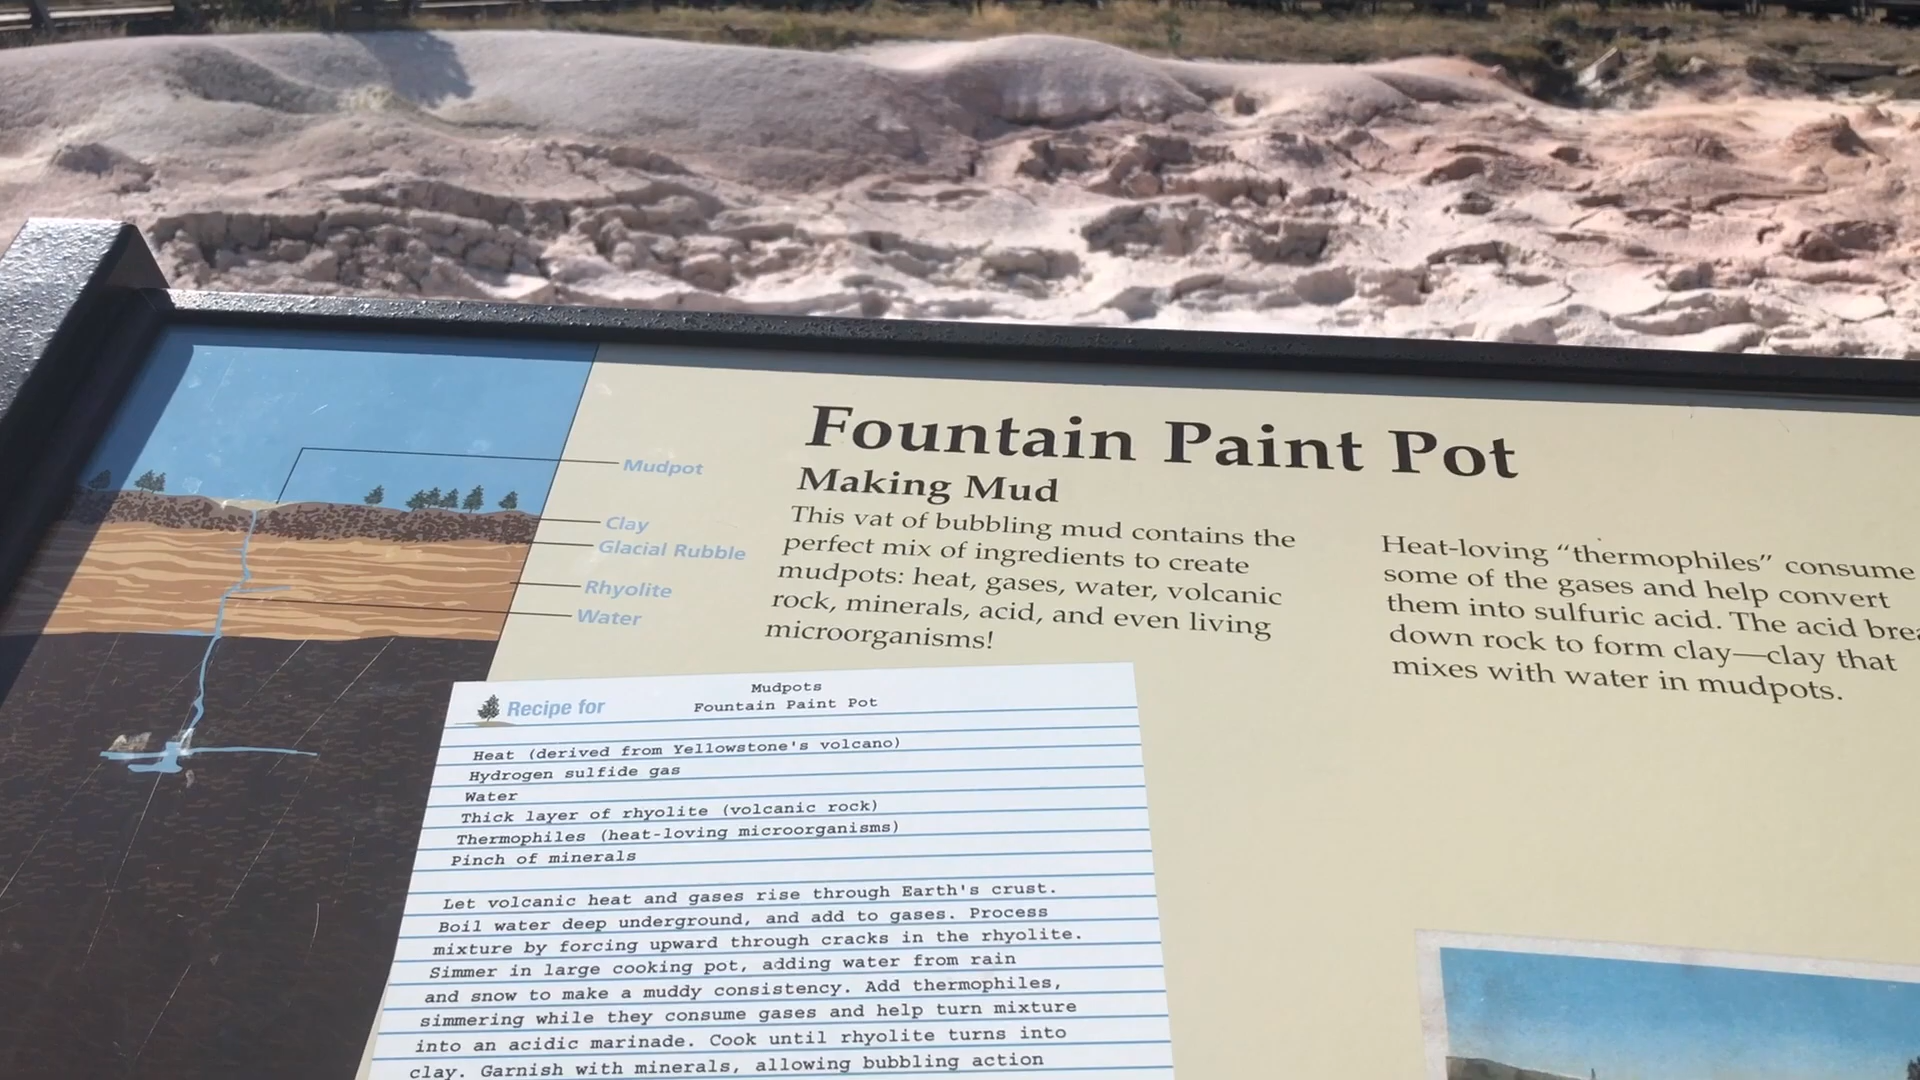 Fountain Paint Pot
Making Mud
This vat of bubbling mud contains the
perfect mix of ingredients to create
mudpots: heat, gases, water, volcanic
rock, minerals, acid, and even living
microorganisms!
Heat-loving “thermophiles” consume
some of the gases and help convert
them into sulfuric acid. The acid brea
down rock to form clay—clay that
mixes with water in mudpots.
Mudpot
Clay
Glacial Rubble
Rhyolite
Water
Recipe for
Mudpots
Fountain Paint Pot
Heat (derived from Yellowstone's volcano)
Hydrogen sulfide gas
Water
Thick layer of rhyolite (volcanic rock)
Thermophiles (heat-loving microorganisms)
Pinch of minerals
Let volcanic heat and gases rise through Earth's crust.
Boil water deep underground, and add to gases. Process
mixture by forcing upward through cracks in the rhyolite.
Simmer in large cooking pot, adding water from rain
and snow to make a muddy consistency. Add thermophiles,
simmering while they consume gases and help turn mixture
into an acidic marinade. Cook until rhyolite turns into
clay. Garnish with minerals, allowing bubbling action